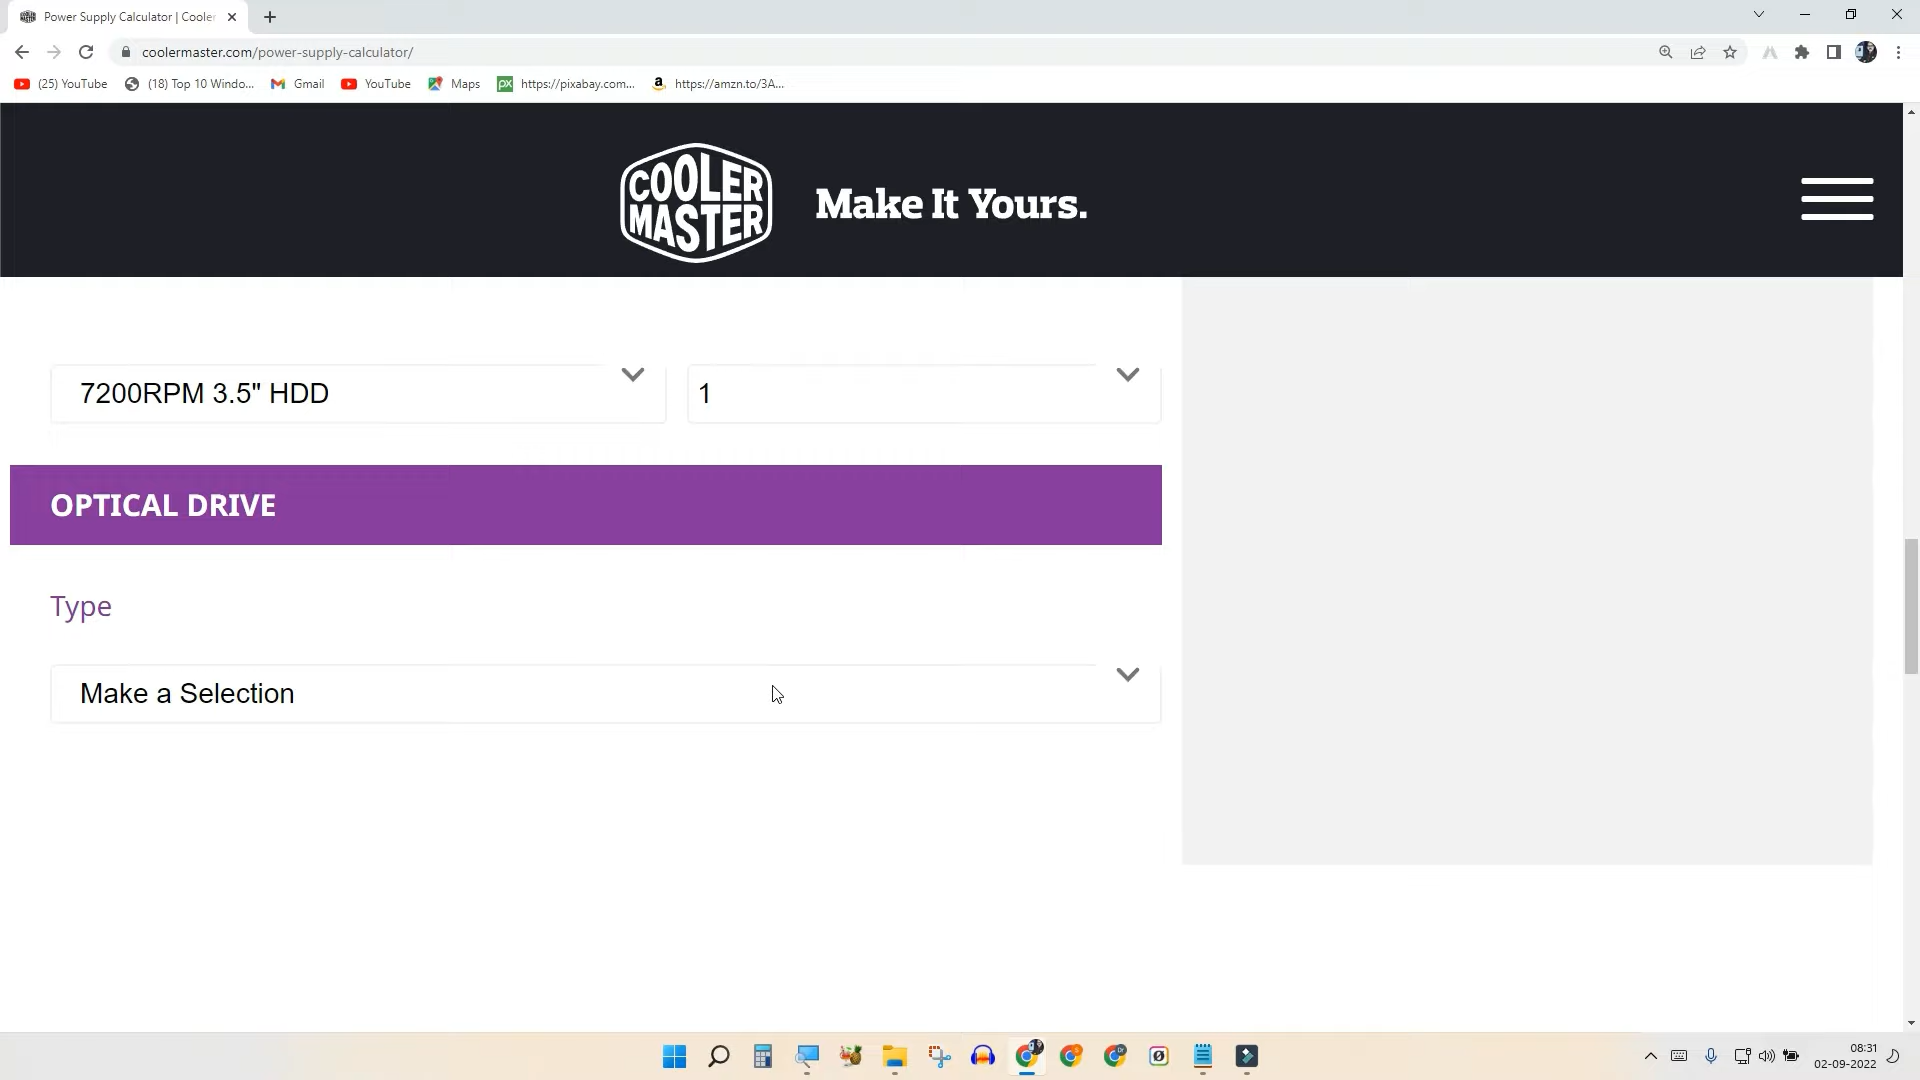 Power Supply Calculator | Cooler
coolermaster.com/power-supply-calculator/
(25) YouTube
(18) Top 10 Windo...
Gmail
YouTube
Maps
px
https://pixabay.com...
https://amzn.to/3A...
COOLER MASTER
Make It Yours.
7200RPM 3.5" HDD
1
OPTICAL DRIVE
Type
Make a Selection
08:31
02-09-2022